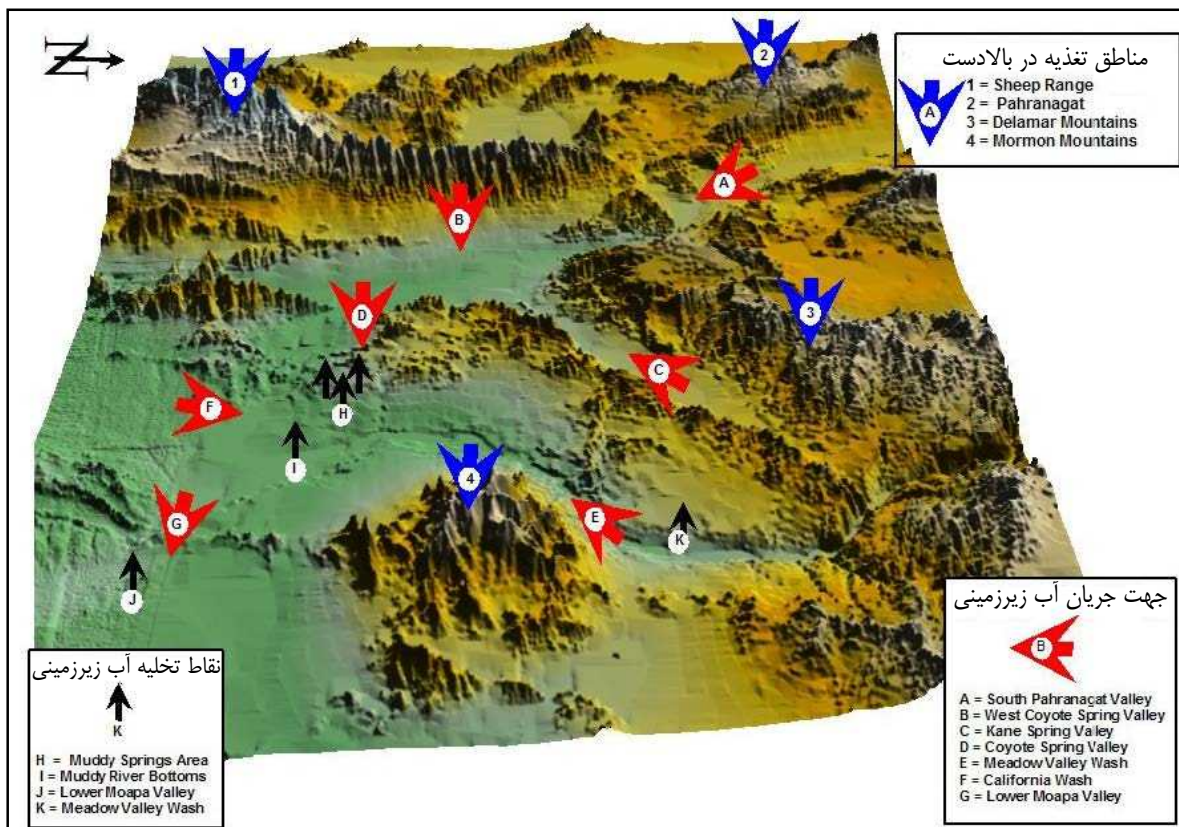 N
1
2
مناطق تغذیه در بالادست
A
1 = Sheep Range
2 = Pahranagat
3 = Delamar Mountains
4 = Mormon Mountains
A
B
D
3
C
F
H
I
4
E
K
G
J
نقاط تخلیه آب زیرزمینی
K
H = Muddy Springs Area
I = Muddy River Bottoms
J = Lower Moapa Valley
K = Meadow Valley Wash
جهت جریان آب زیرزمینی
B
A = South Pahranagat Valley
B = West Coyote Spring Valley
C = Kane Spring Valley
D = Coyote Spring Valley
E = Meadow Valley Wash
F = California Wash
G = Lower Moapa Valley